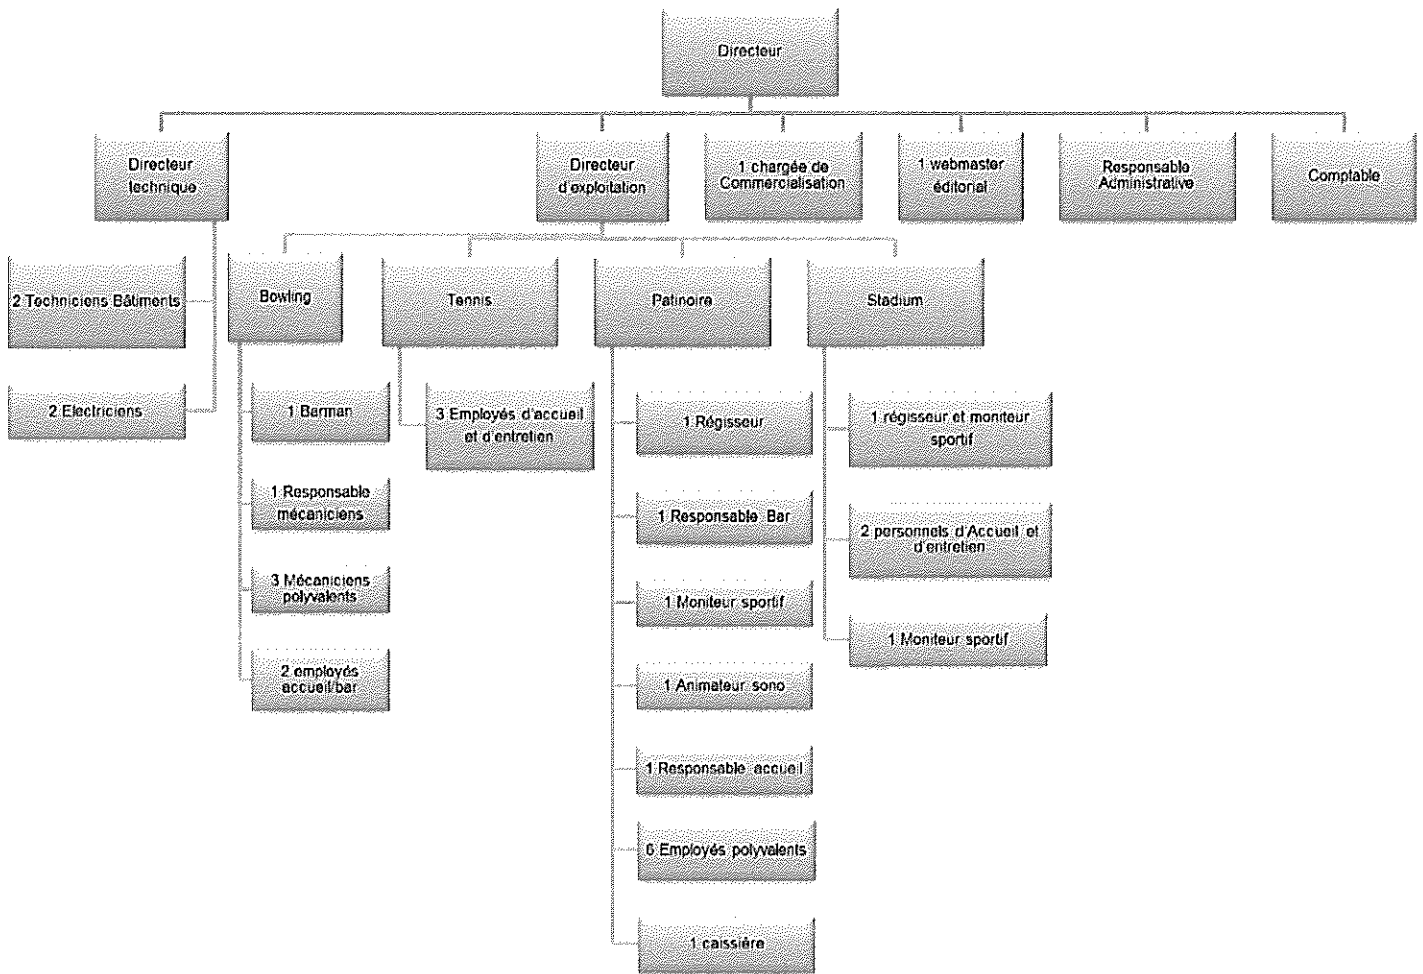 Directeur
Directeur
technique
Directeur
d'exploitation
1 chargée de
Commercialisation
1 webmaster
éditorial
Responsable
Administrative
Comptable
2 Techniciens Bâtiments
2 Electriciens
Bowling
1 Barman
1 Responsable
mécaniciens
3 Mécaniciens
polyvalents
2 employés
accueil/bar
Tennis
3 Employés d'accueil
et d'entretien
Patinoire
1 Régisseur
1 Responsable Bar
1 Moniteur sportif
1 Animateur sono
1 Responsable accueil
6 Employés polyvalents
1 caissière
Stadium
1 régisseur et moniteur
sportif
2 personnels d'Accueil et
d'entretien
1 Moniteur sportif